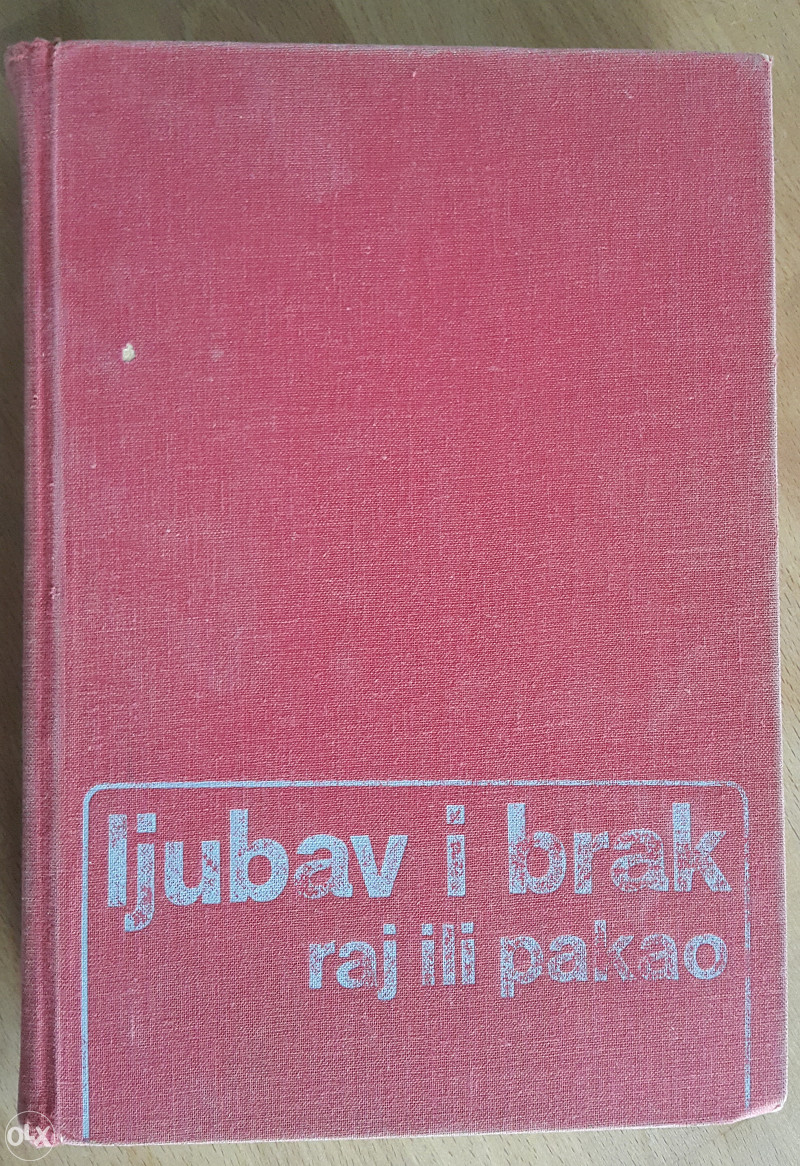 ljubav i brak
raj ili pakao
OLX